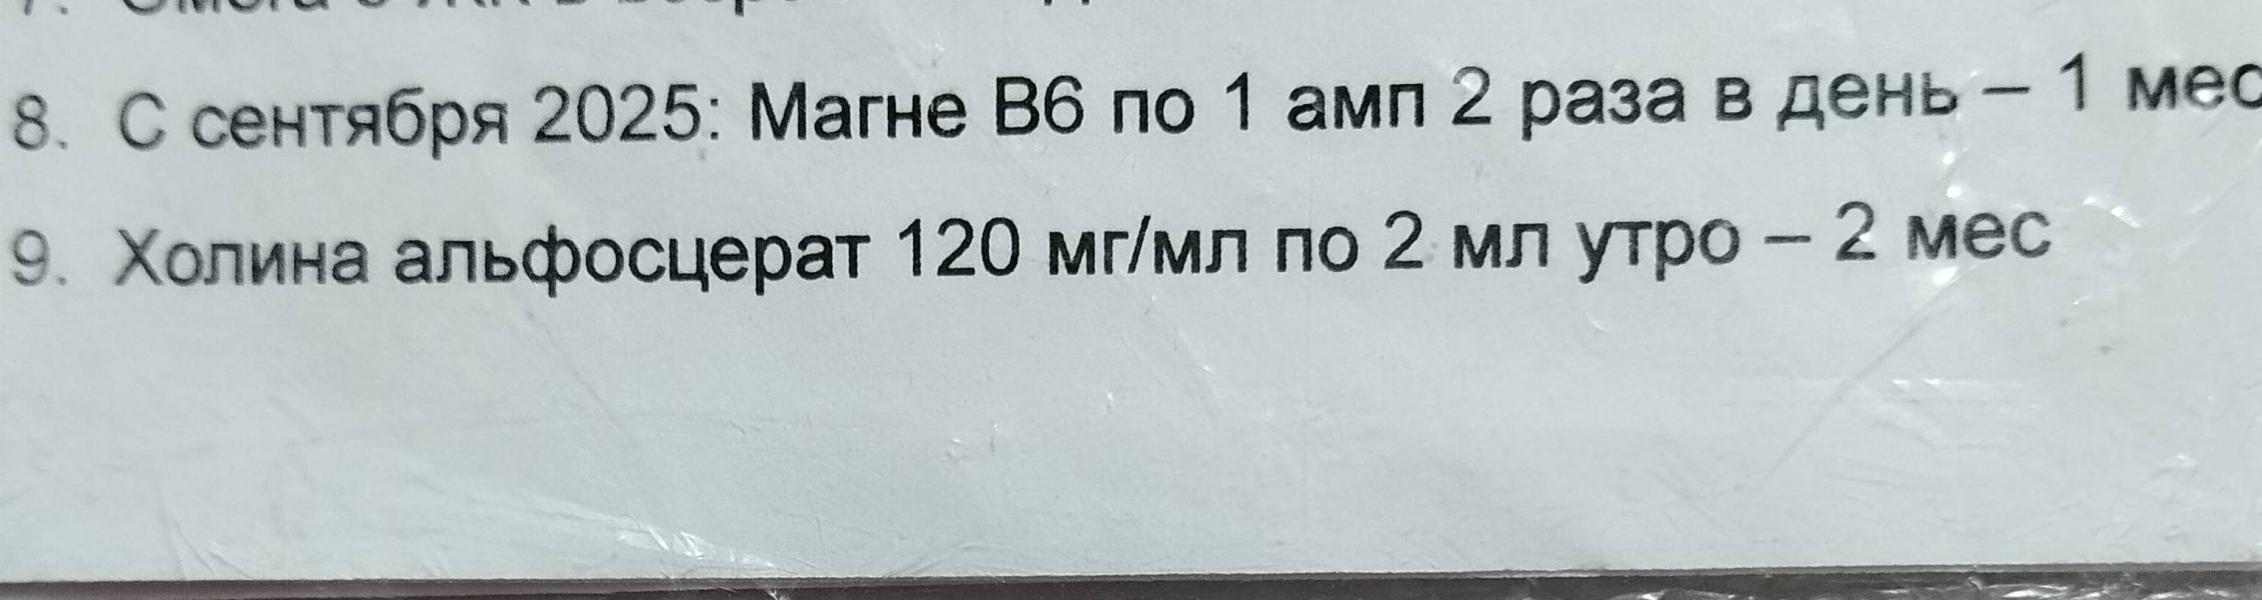 8. С сентября 2025: Магне В6 по 1 амп 2 раза в день – 1 мес
9. Холина альфосцерат 120 мг/мл по 2 мл утро – 2 мес